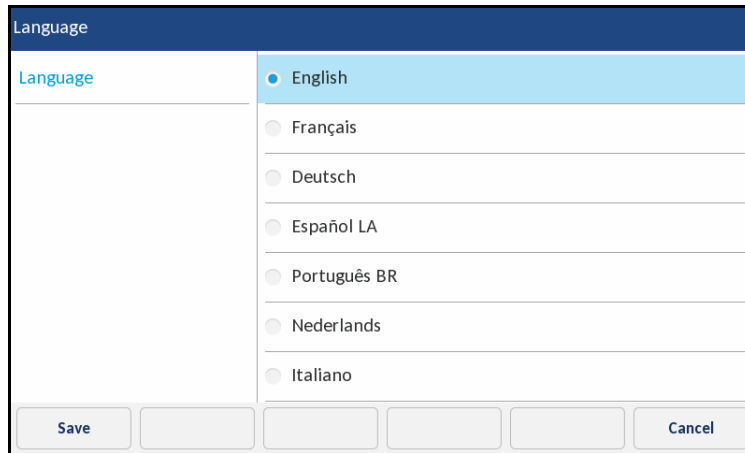 Language
Language
English
Français
Deutsch
Español LA
Português BR
Nederlands
Italiano
Save
Cancel